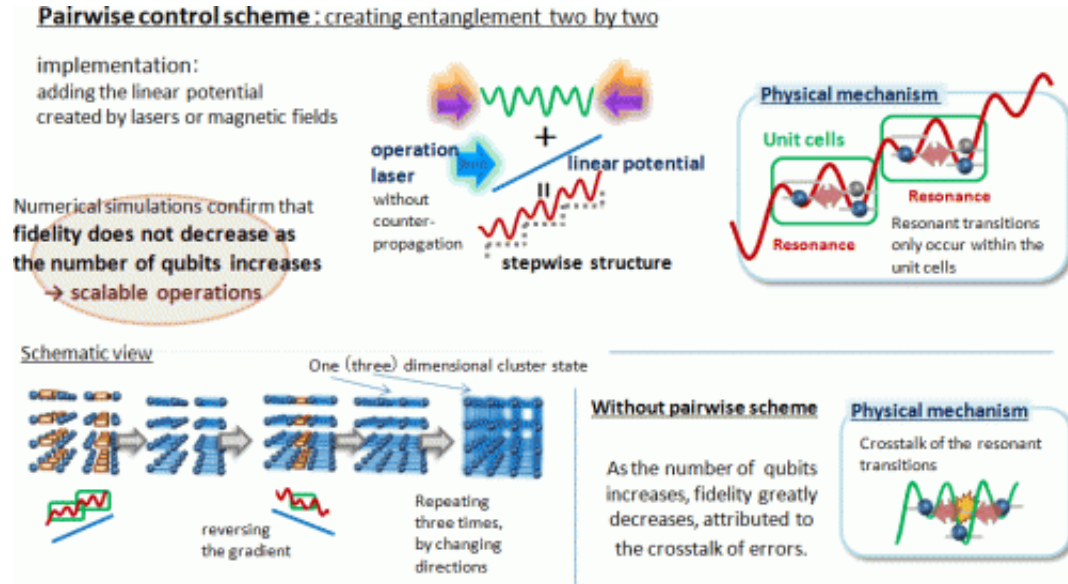 Pairwise control scheme : creating entanglement two by two
implementation:
adding the linear potential
created by lasers or magnetic fields
Numerical simulations confirm that
fidelity does not decrease as
the number of qubits increases
→ scalable operations
operation
laser
without
counter-
propagation
+
linear potential
=
stepwise structure
Physical mechanism
Unit cells
Resonance
Resonance
Resonant transitions
only occur within the
unit cells
Schematic view
One (three) dimensional cluster state
reversing
the gradient
Repeating
three times,
by changing
directions
Without pairwise scheme
As the number of qubits
increases, fidelity greatly
decreases, attributed to
the crosstalk of errors.
Physical mechanism
Crosstalk of the resonant
transitions